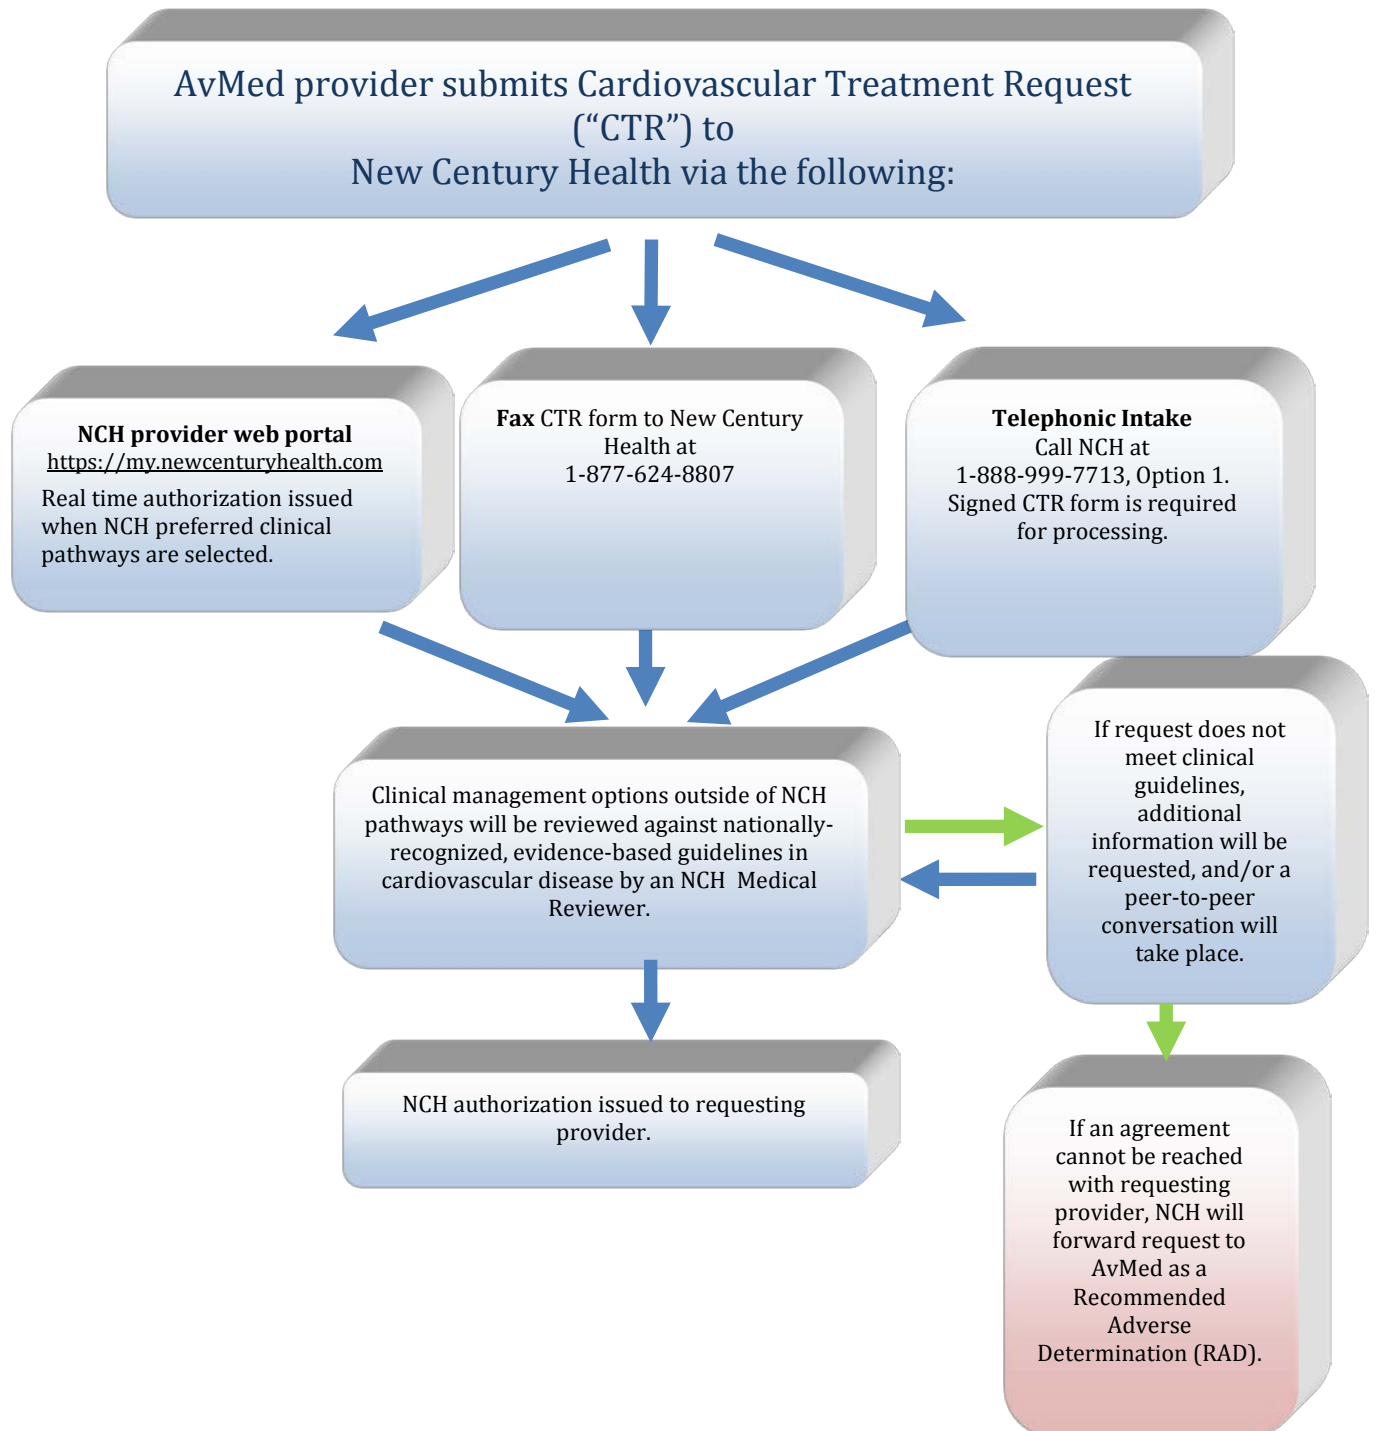 AvMed provider submits Cardiovascular Treatment Request
(“CTR”) to
New Century Health via the following:
NCH provider web portal
https://my.newcenturyhealth.com
Real time authorization issued
when NCH preferred clinical
pathways are selected.
Fax CTR form to New Century
Health at
1-877-624-8807
Telephonic Intake
Call NCH at
1-888-999-7713, Option 1.
Signed CTR form is required
for processing.
Clinical management options outside of NCH
pathways will be reviewed against nationally-
recognized, evidence-based guidelines in
cardiovascular disease by an NCH  Medical
Reviewer.
If request does not
meet clinical
guidelines,
additional
information will be
requested, and/or a
peer-to-peer
conversation will
take place.
NCH authorization issued to requesting
provider.
If an agreement
cannot be reached
with requesting
provider, NCH will
forward request to
AvMed as a
Recommended
Adverse
Determination (RAD).